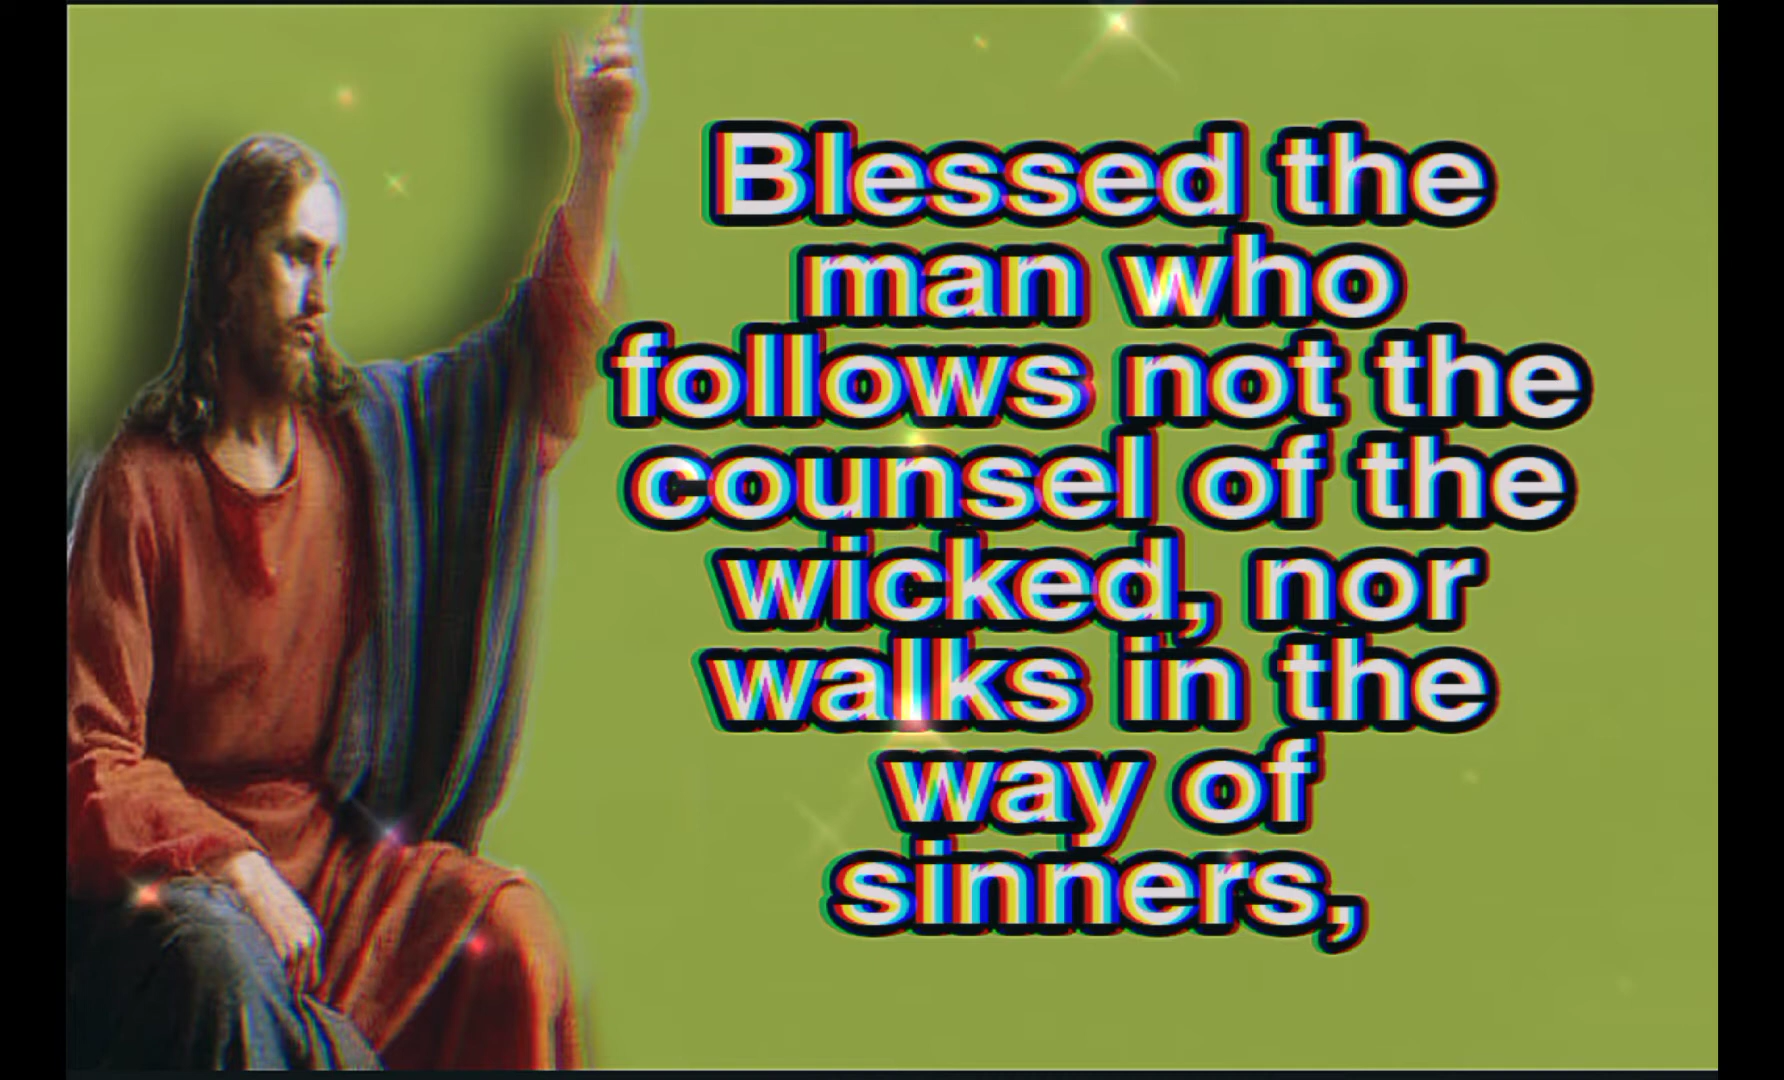 Blessed the
man who
follows not the
counsel of the
wicked, nor
walks in the
way of
sinners,